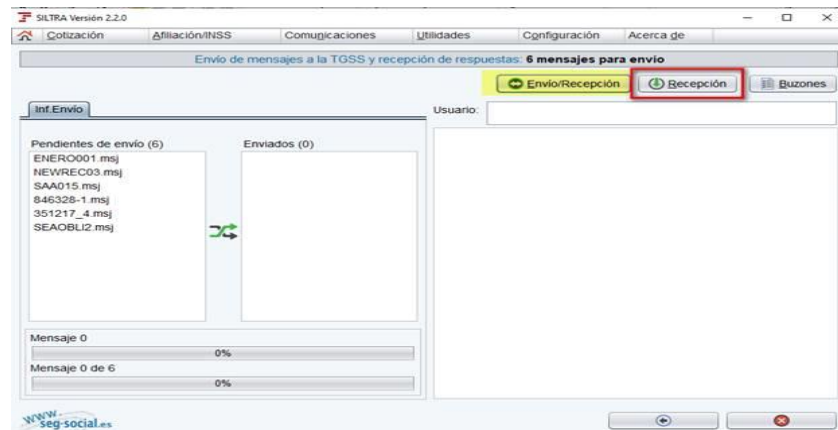 SILTRA Versión 2.2.0
Cotización Afiliación/INSS Comunicaciones Utilidades Configuración Acerca de
Envío de mensajes a la TGSS y recepción de respuestas: 6 mensajes para envío
Envío/Recepción Recepción Buzones
Inf.Envío
Usuario:
Pendientes de envío (6) Enviados (0)
ENERO001.msj
NEWREC03.msj
SAA015.msj
846328-1.msj
351217_4.msj
SEAOBLI2.msj
Mensaje 0
0%
Mensaje 0 de 6
0%
www.seg-social.es